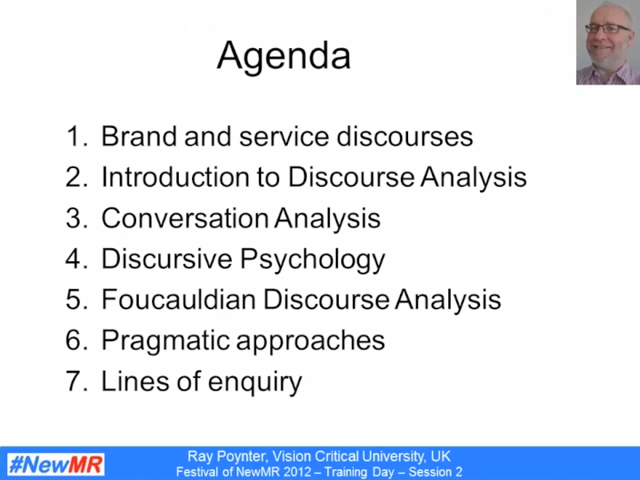 Agenda
1. Brand and service discourses
2. Introduction to Discourse Analysis
3. Conversation Analysis
4. Discursive Psychology
5. Foucauldian Discourse Analysis
6. Pragmatic approaches
7. Lines of enquiry
#NewMR
Ray Poynter, Vision Critical University, UK
Festival of NewMR 2012 – Training Day – Session 2